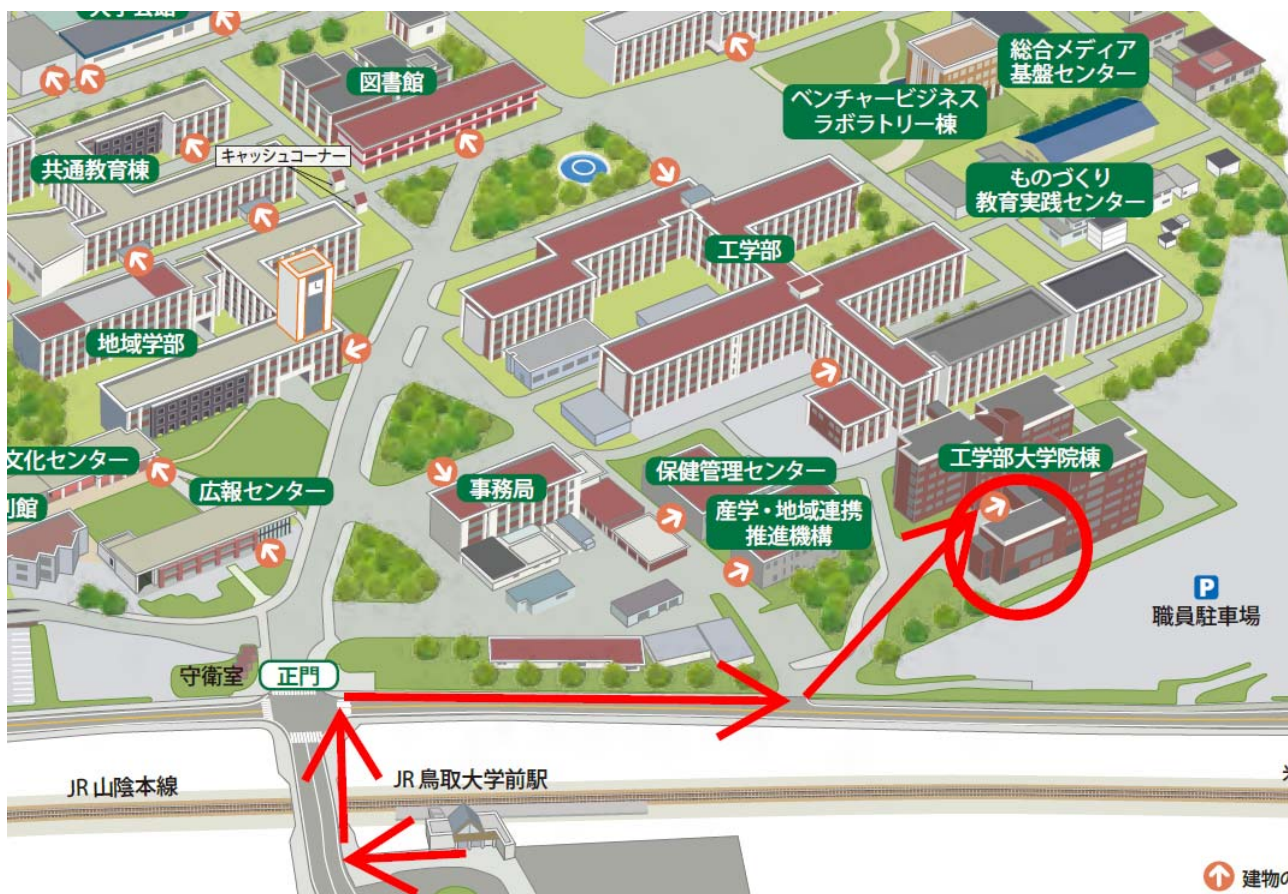 図書館
総合メディア
基盤センター
ベンチャービジネス
ラボラトリー棟
共通教育棟
キャッシュコーナー
ものづくり
教育実践センター
工学部
地域学部
文化センター
広報センター
事務局
保健管理センター
産学・地域連携
推進機構
工学部大学院棟
P
職員駐車場
守衛室
正門
JR 山陰本線
JR 鳥取大学前駅
建物の